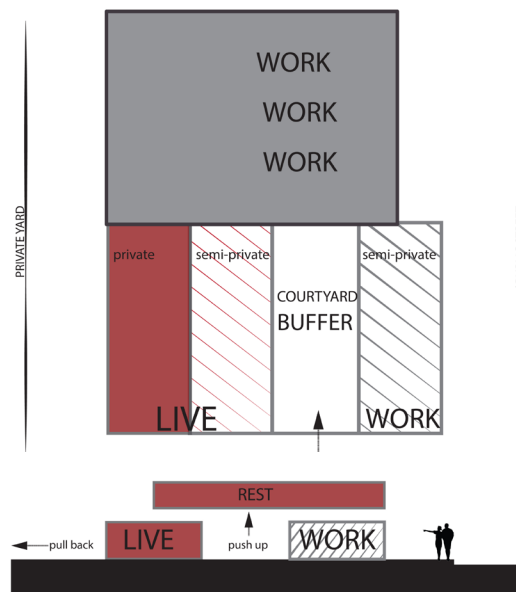 WORK
WORK
WORK
PRIVATE YARD
private
semi-private
semi-private
COURTYARD
BUFFER
LIVE
WORK
REST
pull back
LIVE
push up
WORK